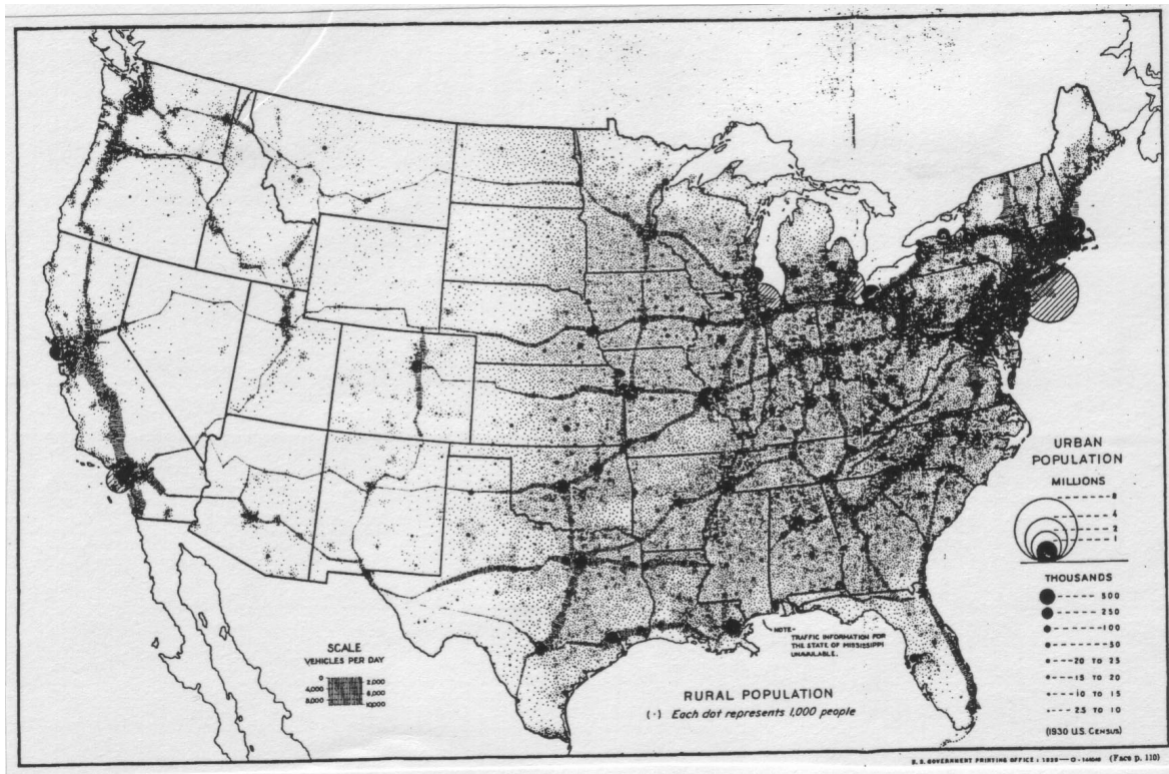 URBAN
POPULATION
MILLIONS
8
4
2
1
THOUSANDS
500
250
100
50
20 TO 25
15 TO 20
10 TO 15
2.5 TO 10
(1930 U.S. CENSUS)
NOTE-
TRAFFIC INFORMATION FOR
THE STATE OF MISSISSIPPI
UNAVAILABLE.
SCALE
VEHICLES PER DAY
0 2,000
4,000 6,000
8,000 10,000
RURAL POPULATION
(·) Each dot represents 1,000 people
U. S. GOVERNMENT PRINTING OFFICE : 1939 (Face p. 110)